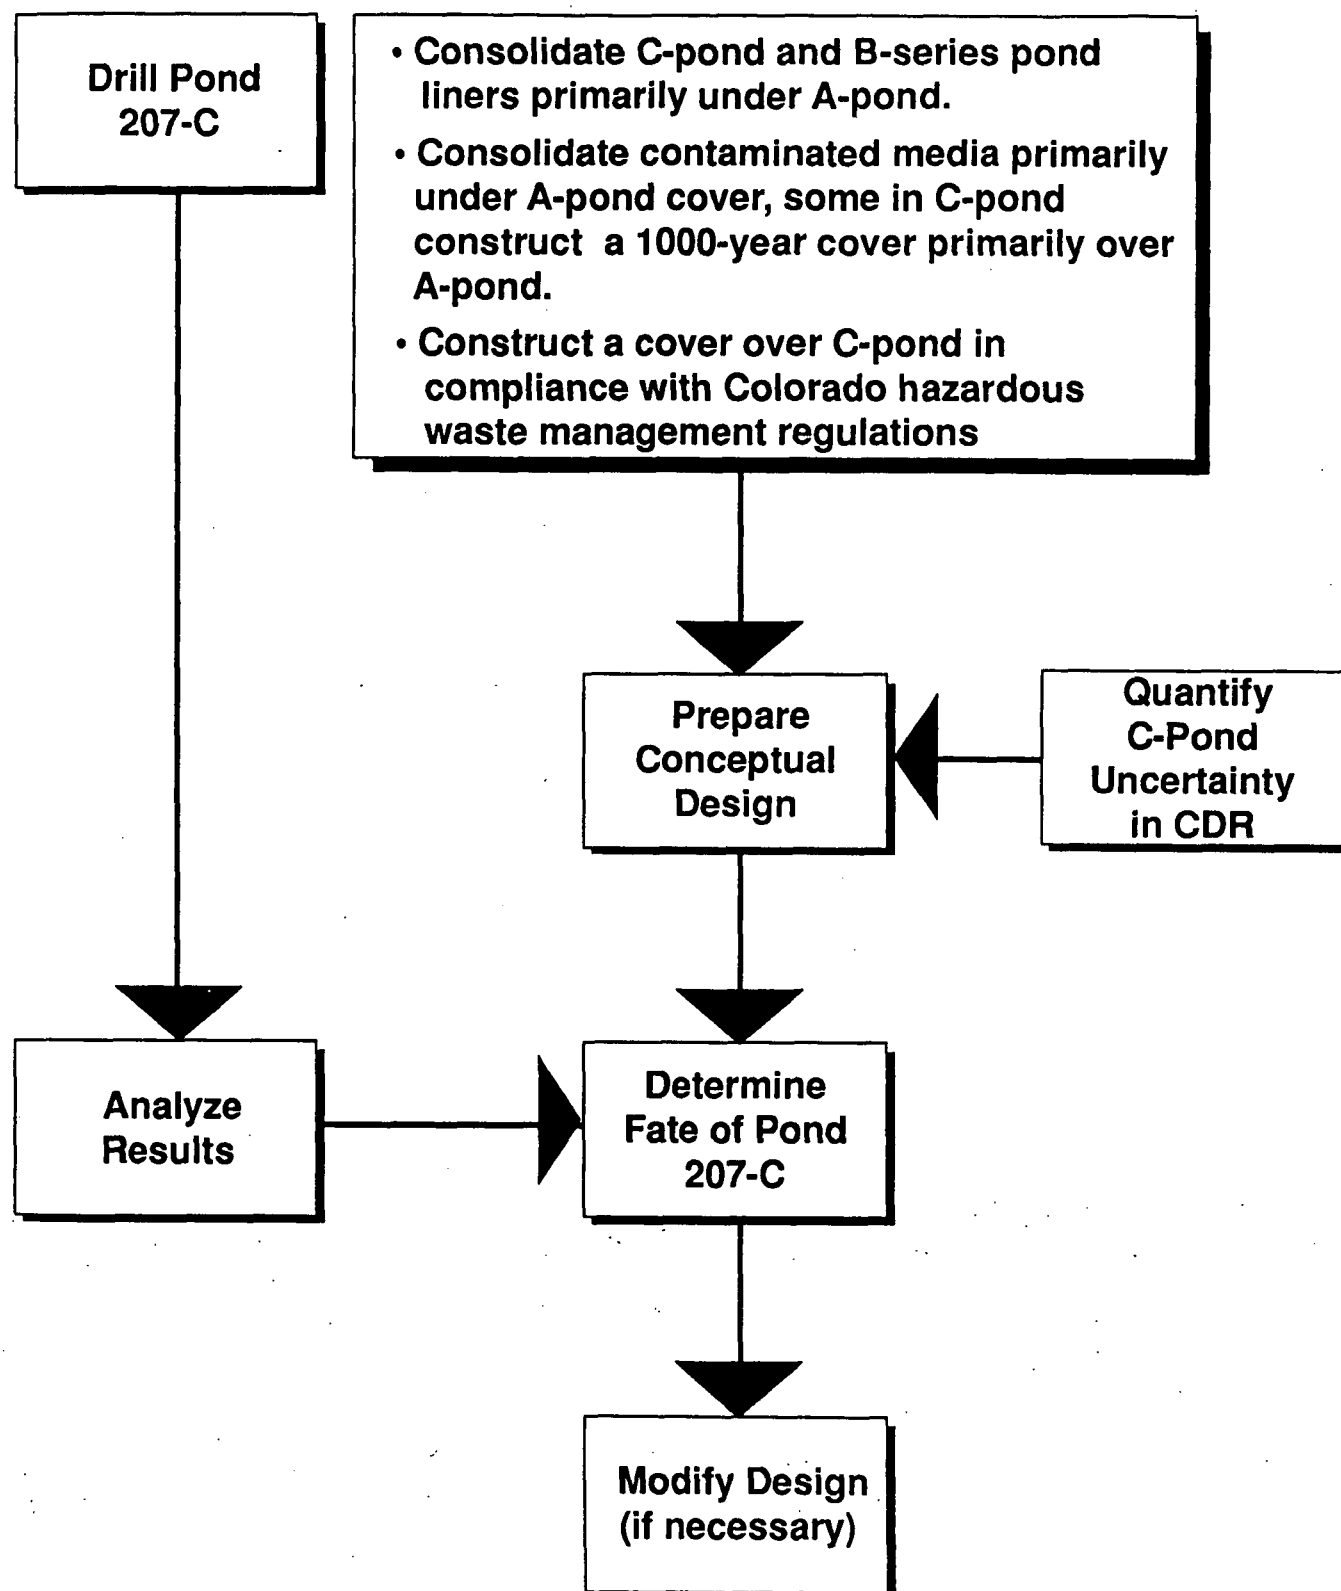 Drill Pond
207-C
• Consolidate C-pond and B-series pond
liners primarily under A-pond.
• Consolidate contaminated media primarily
under A-pond cover, some in C-pond
construct a 1000-year cover primarily over
A-pond.
• Construct a cover over C-pond in
compliance with Colorado hazardous
waste management regulations
Prepare
Conceptual
Design
Quantify
C-Pond
Uncertainty
in CDR
Analyze
Results
Determine
Fate of Pond
207-C
Modify Design
(if necessary)